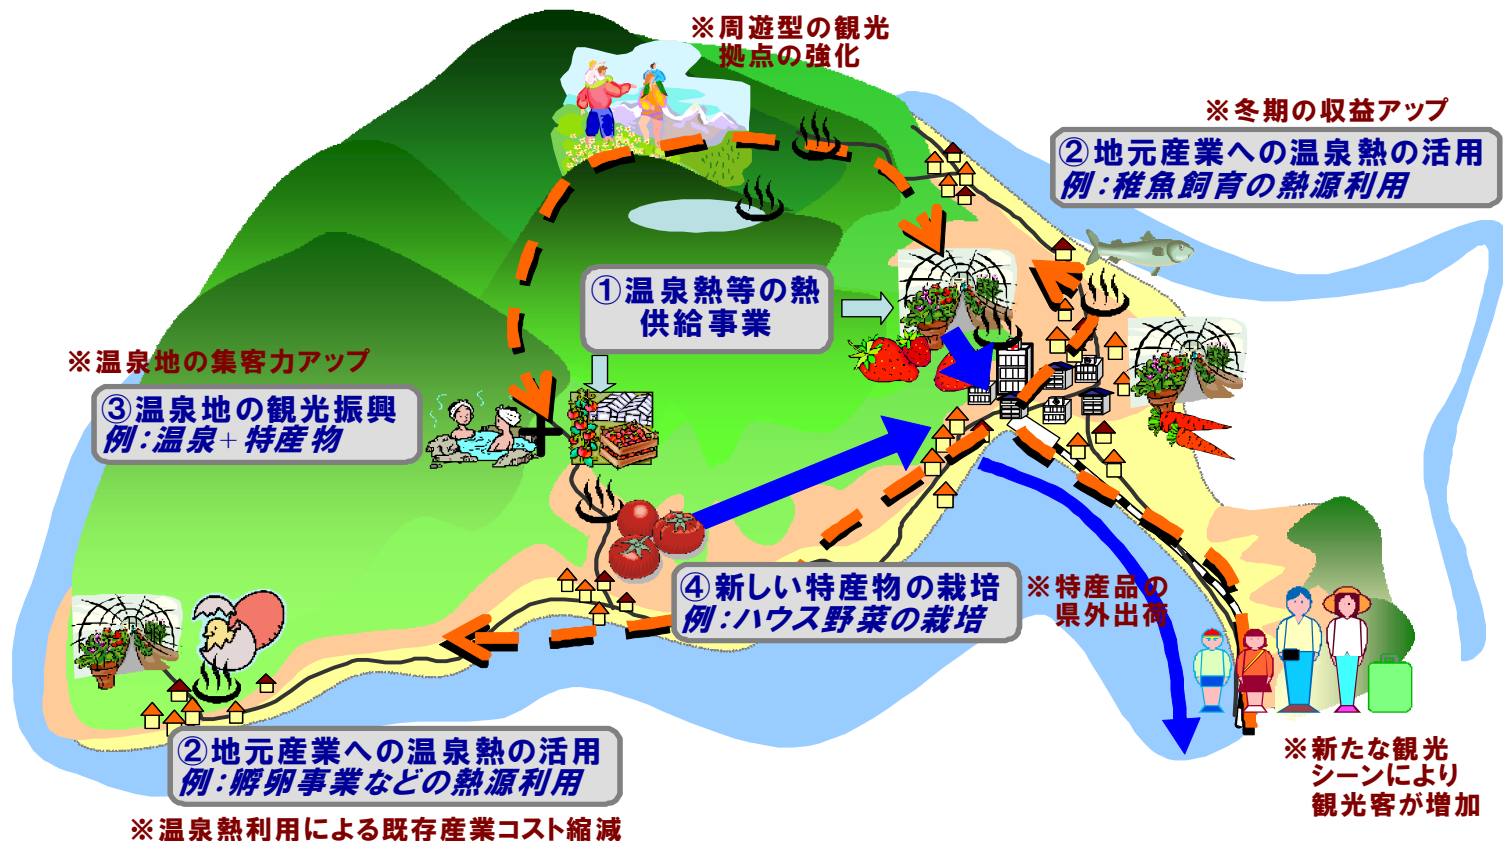 ※周遊型の観光
拠点の強化
※冬期の収益アップ
②地元産業への温泉熱の活用
例：稚魚飼育の熱源利用
①温泉熱等の熱
供給事業
※温泉地の集客力アップ
③温泉地の観光振興
例：温泉＋特産物
④新しい特産物の栽培
例：ハウス野菜の栽培
※特産品の
県外出荷
②地元産業への温泉熱の活用
例：孵卵事業などの熱源利用
※温泉熱利用による既存産業コスト縮減
※新たな観光
シーンにより
観光客が増加